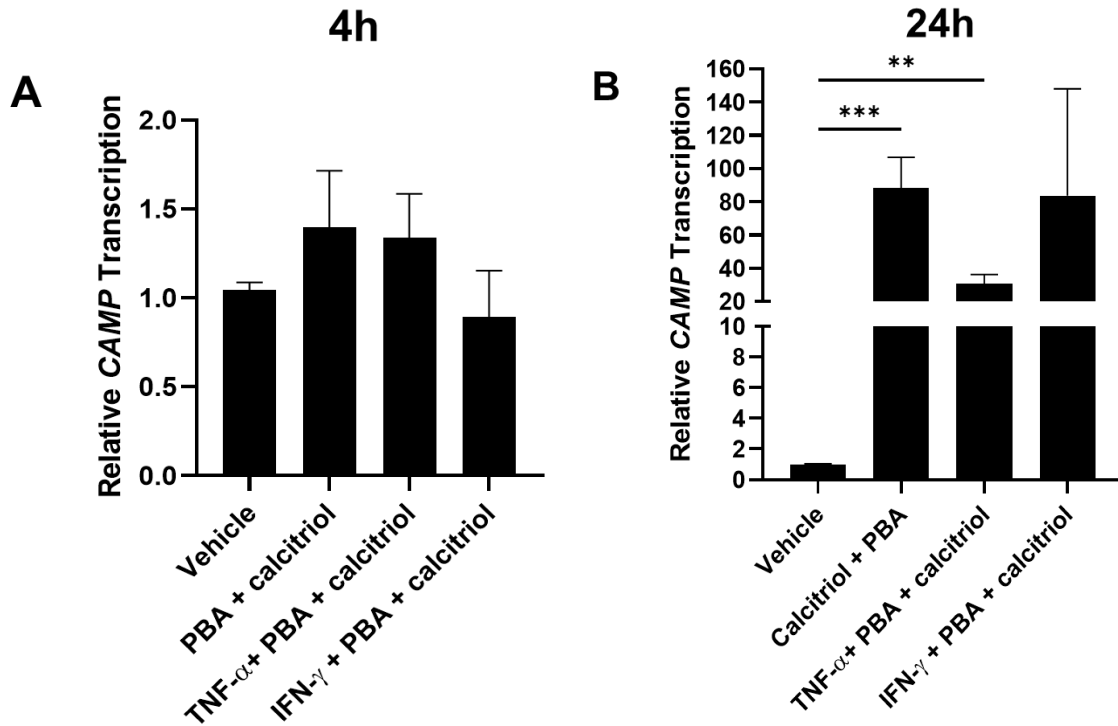 4h
A
Relative CAMP Transcription
2.0
1.5
1.0
0.5
0.0
Vehicle
PBA + calcitriol
TNF-α+ PBA + calcitriol
IFN-γ + PBA + calcitriol
24h
B
Relative CAMP Transcription
160
140
120
100
80
60
40
20
10
8
6
4
2
0
**
***
Vehicle
Calcitriol + PBA
TNF-α+ PBA + calcitriol
IFN-γ + PBA + calcitriol